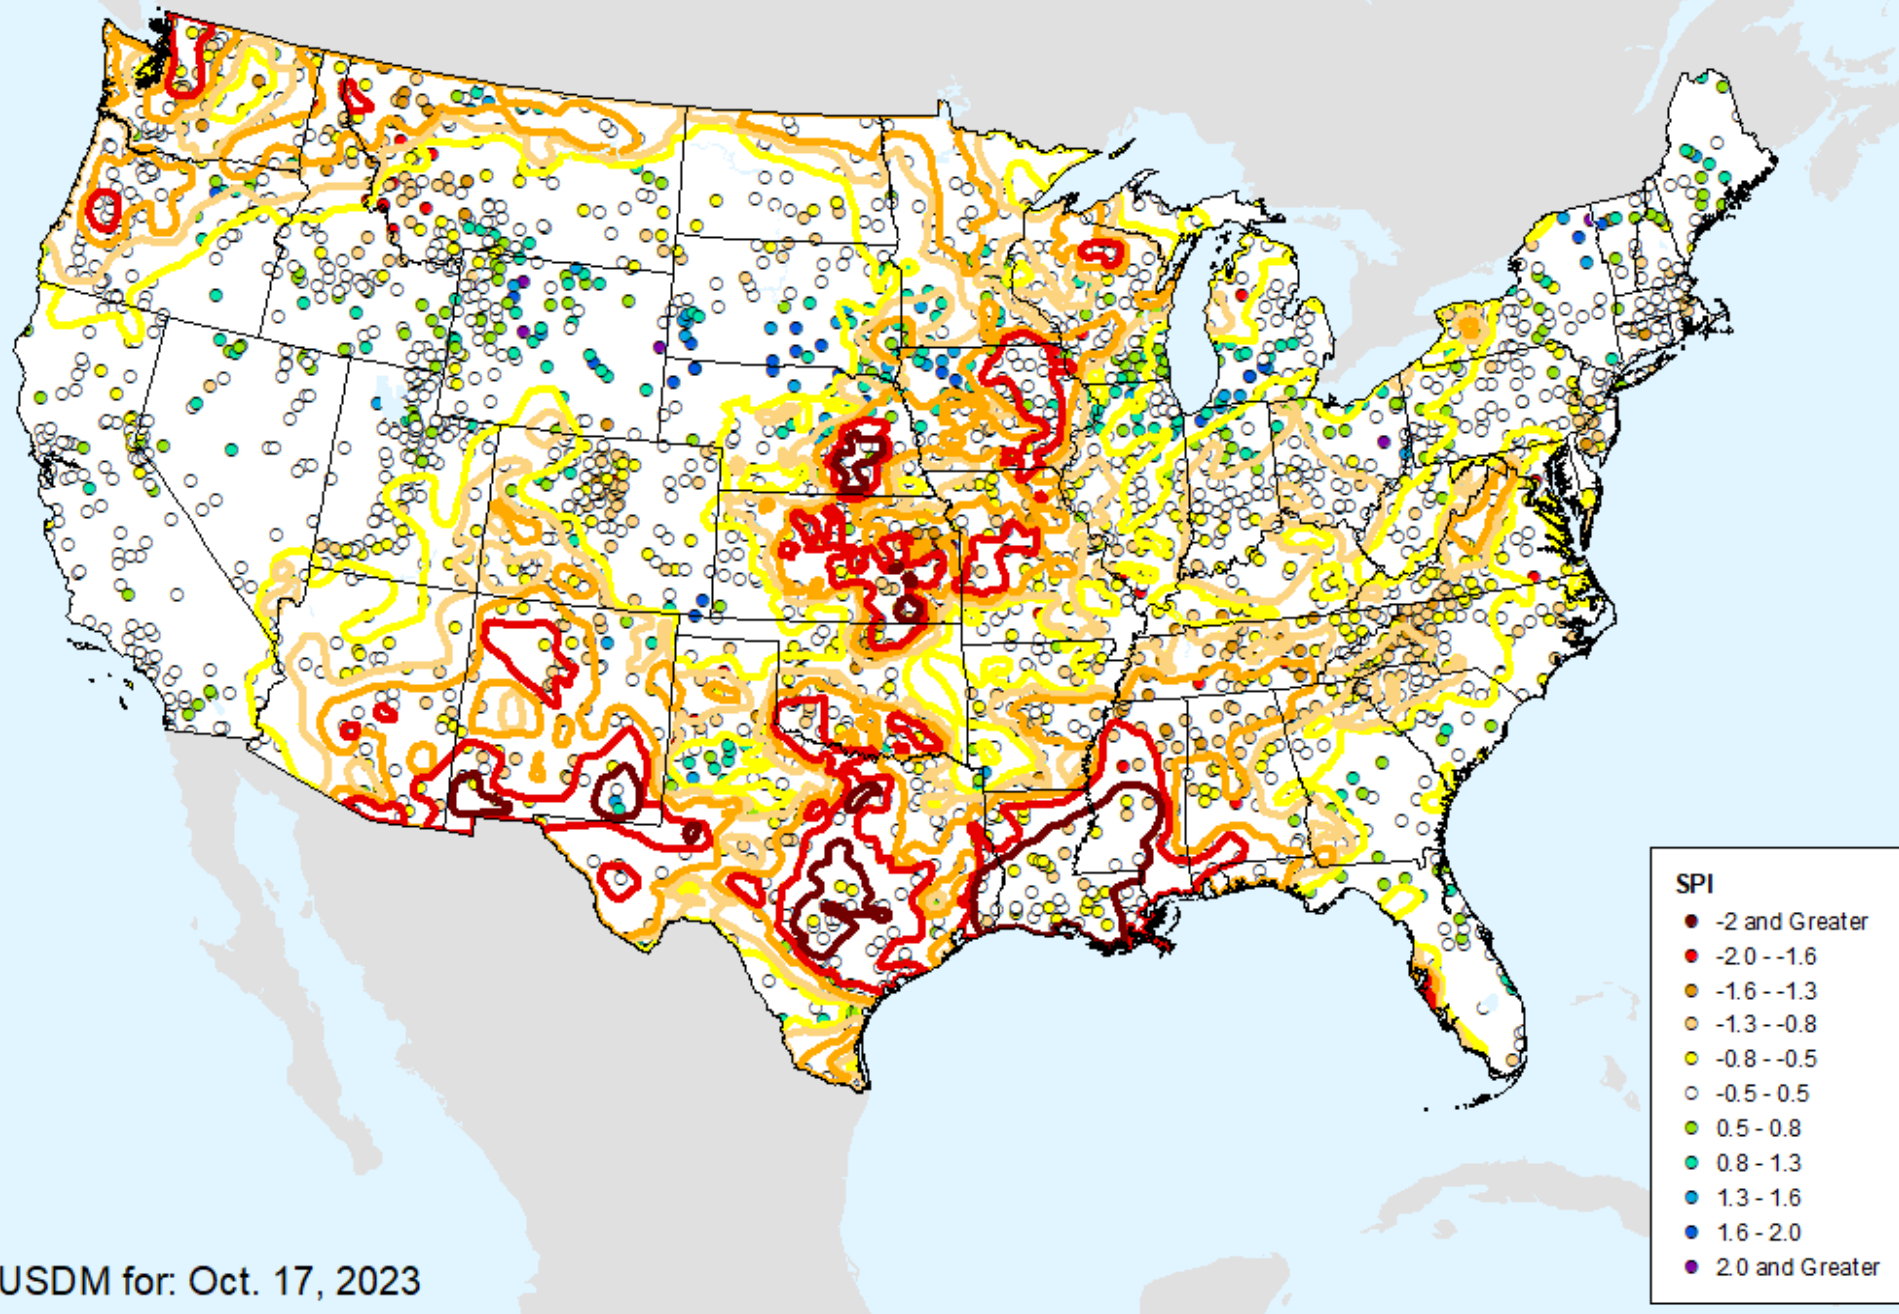 SPI
-2 and Greater
-2.0 - -1.6
-1.6 - -1.3
-1.3 - -0.8
-0.8 - -0.5
-0.5 - 0.5
0.5 - 0.8
0.8 - 1.3
1.3 - 1.6
1.6 - 2.0
2.0 and Greater
USDM for: Oct. 17, 2023